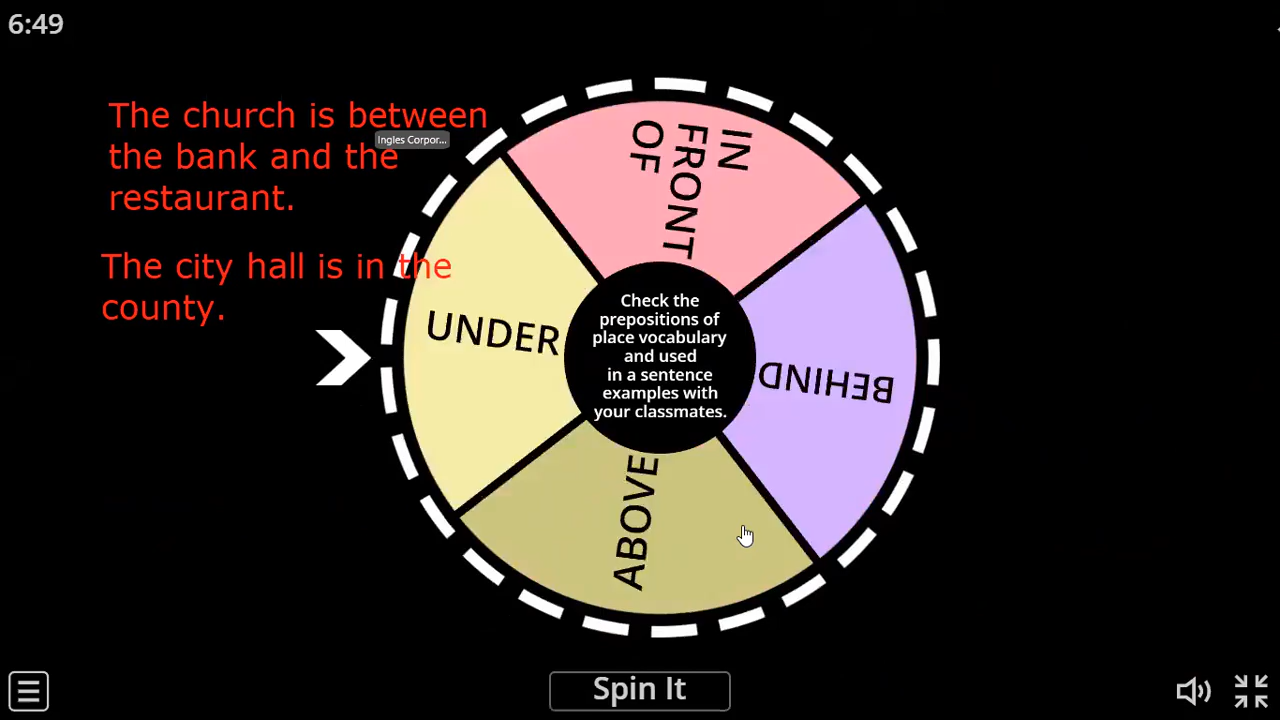 6:49
The church is between
Ingles Corpor...
the bank and the
restaurant.
The city hall is in the
county.
IN
FRONT
OF
UNDER
BEHIND
ABOVE
Check the
prepositions of
place vocabulary
and used
in a sentence
examples with
your classmates.
Spin It